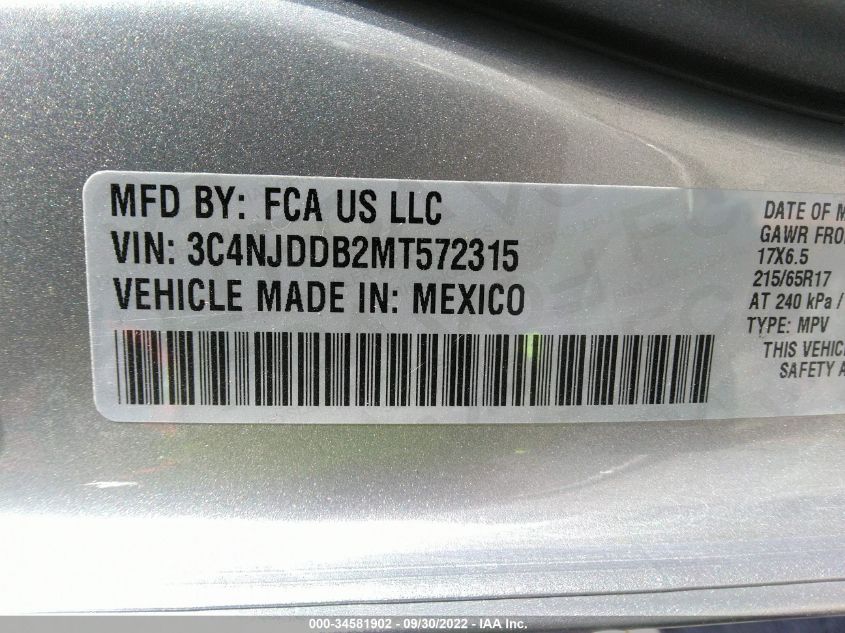 MFD BY: FCA US LLC
VIN: 3C4NJDDB2MT572315
VEHICLE MADE IN: MEXICO
DATE OF M
GAWR FRO
17X6.5
215/65R17
AT 240 kPa /
TYPE: MPV
THIS VEHIC
SAFETY A
000-34581902 - 09/30/2022 - IAAI Inc.